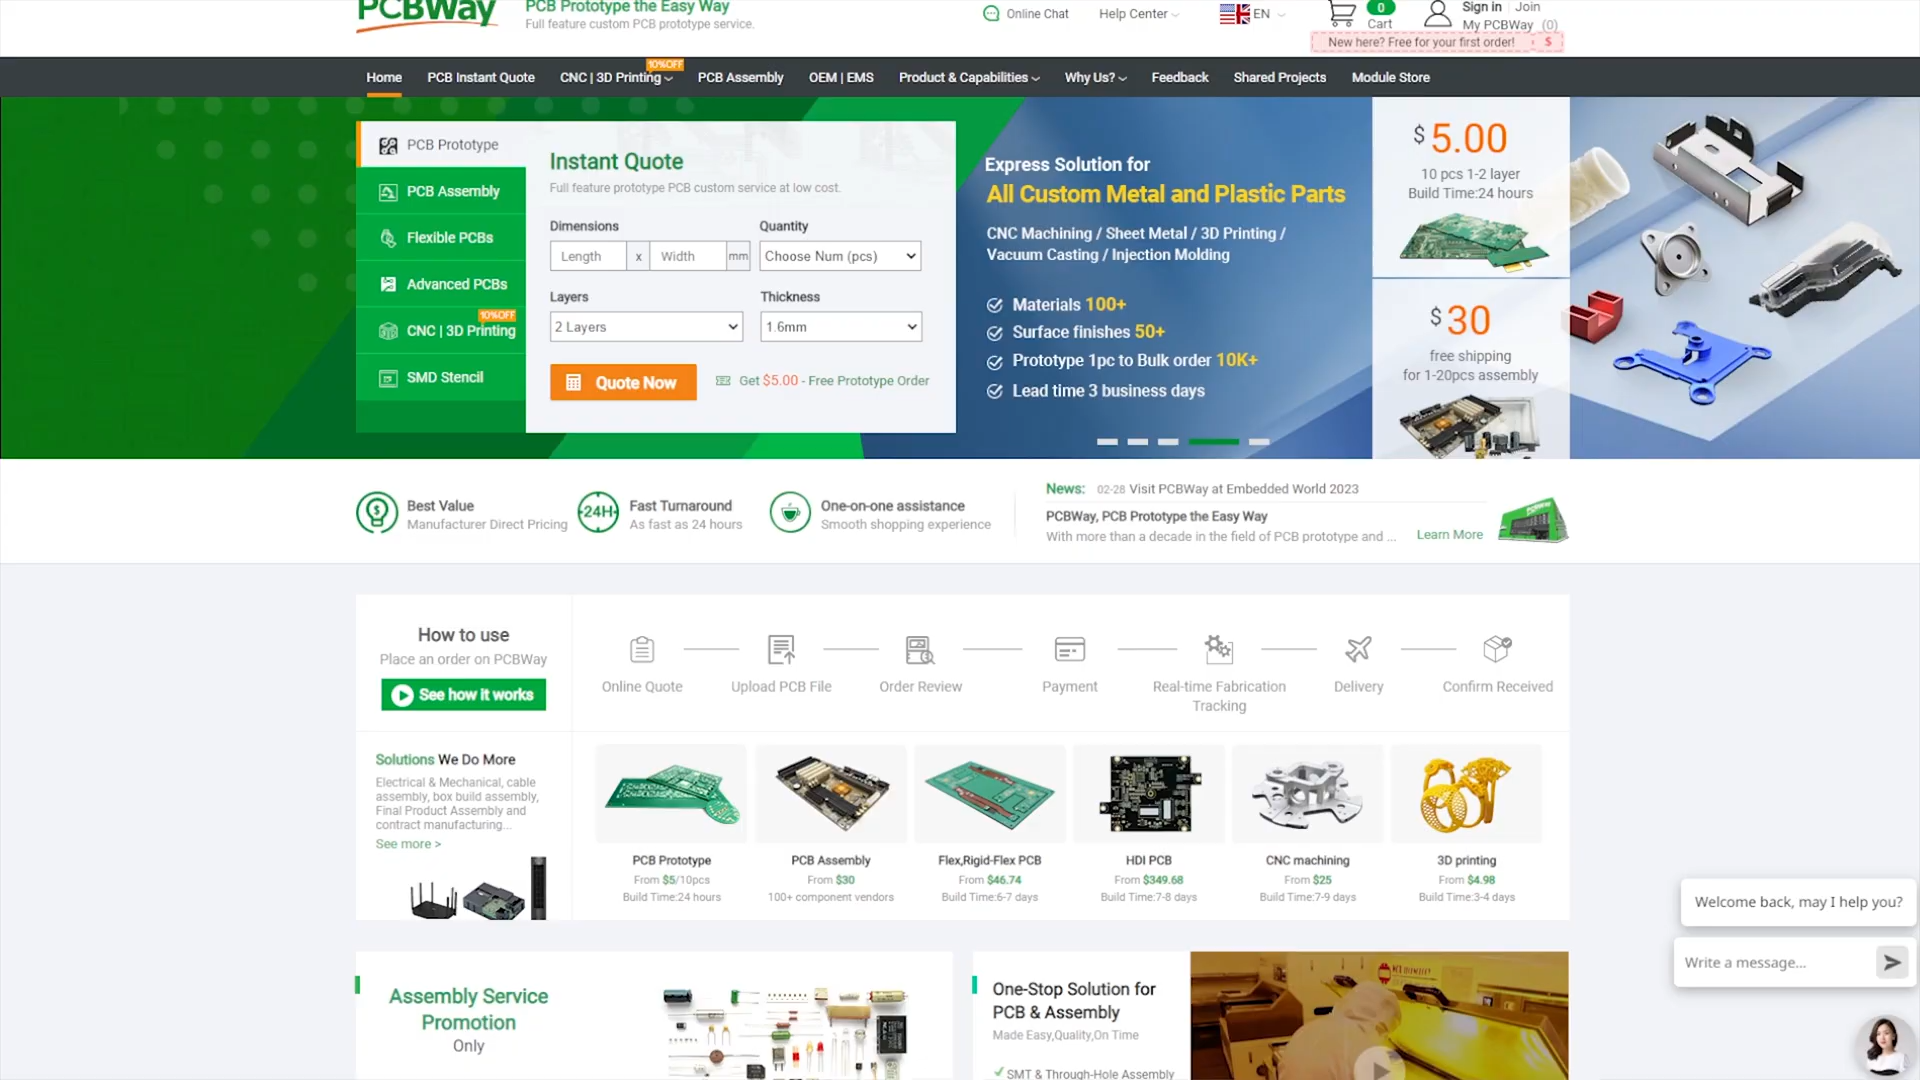 PCBWay
PCB Prototype the Easy Way
Full feature custom PCB prototype service.
Online Chat
Help Center
EN
0
Cart
Sign in
Join
My PCBWay (0)
New here? Free for your first order! $
Home
PCB Instant Quote
CNC | 3D Printing
10%OFF
PCB Assembly
OEM | EMS
Product & Capabilities
Why Us?
Feedback
Shared Projects
Module Store
PCB Prototype
PCB Assembly
Flexible PCBs
Advanced PCBs
10%OFF
CNC | 3D Printing
SMD Stencil
Instant Quote
Full feature prototype PCB custom service at low cost.
Dimensions
Quantity
Length x Width mm
Choose Num (pcs)
Layers
Thickness
2 Layers
1.6mm
Quote Now
Get $5.00 - Free Prototype Order
Express Solution for
All Custom Metal and Plastic Parts
CNC Machining / Sheet Metal / 3D Printing /
Vacuum Casting / Injection Molding
Materials 100+
Surface finishes 50+
Prototype 1pc to Bulk order 10K+
Lead time 3 business days
$5.00
10 pcs 1-2 layer
Build Time:24 hours
$30
free shipping
for 1-20pcs assembly
Best Value
Manufacturer Direct Pricing
24H
Fast Turnaround
As fast as 24 hours
One-on-one assistance
Smooth shopping experience
News: 02-28 Visit PCBWay at Embedded World 2023
PCBWay, PCB Prototype the Easy Way
With more than a decade in the field of PCB prototype and ...
Learn More
How to use
Place an order on PCBWay
See how it works
Online Quote
Upload PCB File
Order Review
Payment
Real-time Fabrication
Tracking
Delivery
Confirm Received
Solutions We Do More
Electrical & Mechanical, cable
assembly, box build assembly,
Final Product Assembly and
contract manufacturing...
See more >
PCB Prototype
From $5/10pcs
Build Time:24 hours
PCB Assembly
From $30
100+ component vendors
Flex,Rigid-Flex PCB
From $46.74
Build Time:6-7 days
HDI PCB
From $349.68
Build Time:7-8 days
CNC machining
From $25
Build Time:7-9 days
3D printing
From $4.98
Build Time:3-4 days
Assembly Service
Promotion
Only
One-Stop Solution for
PCB & Assembly
Made Easy,Quality,On Time
SMT & Through-Hole Assembly
Welcome back, may I help you?
Write a message...